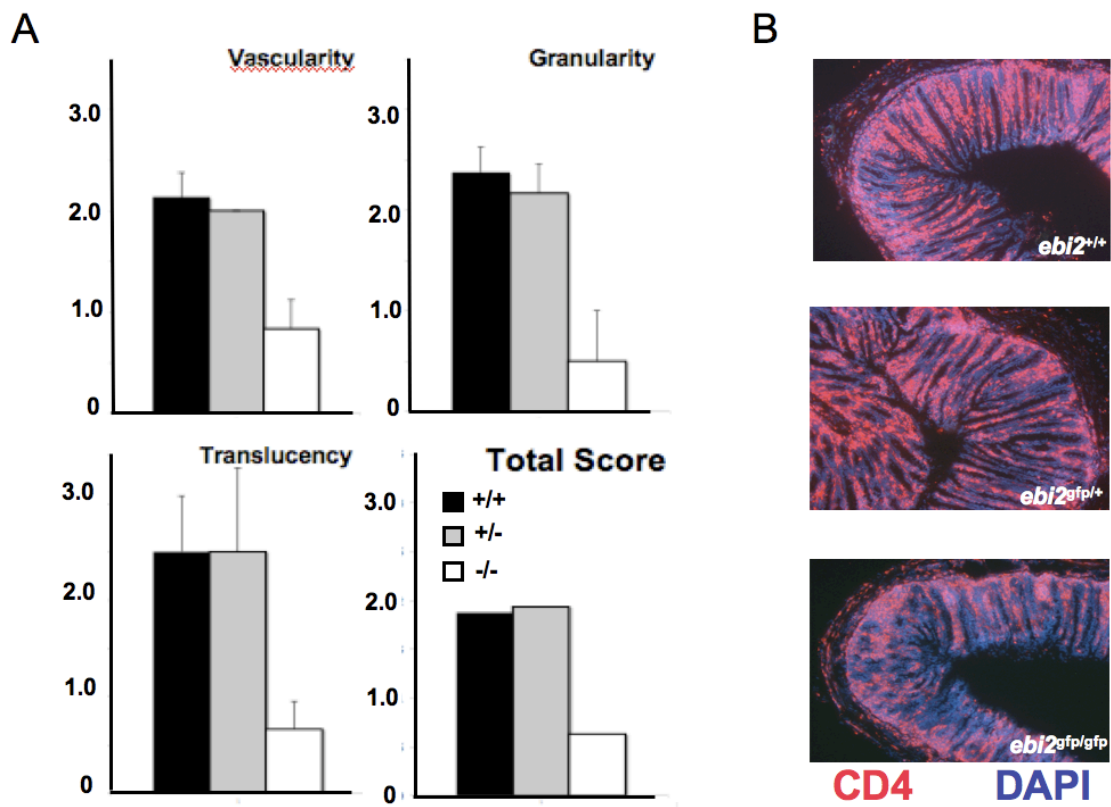 A
B
Vascularity
3.0
2.0
1.0
0
Granularity
3.0
2.0
1.0
0
Translucency
3.0
2.0
1.0
0
Total Score
3.0
2.0
1.0
0
+/+
+/-
-/-
ebi2+/+
ebi2gfp/+
ebi2gfp/gfp
CD4 DAPI